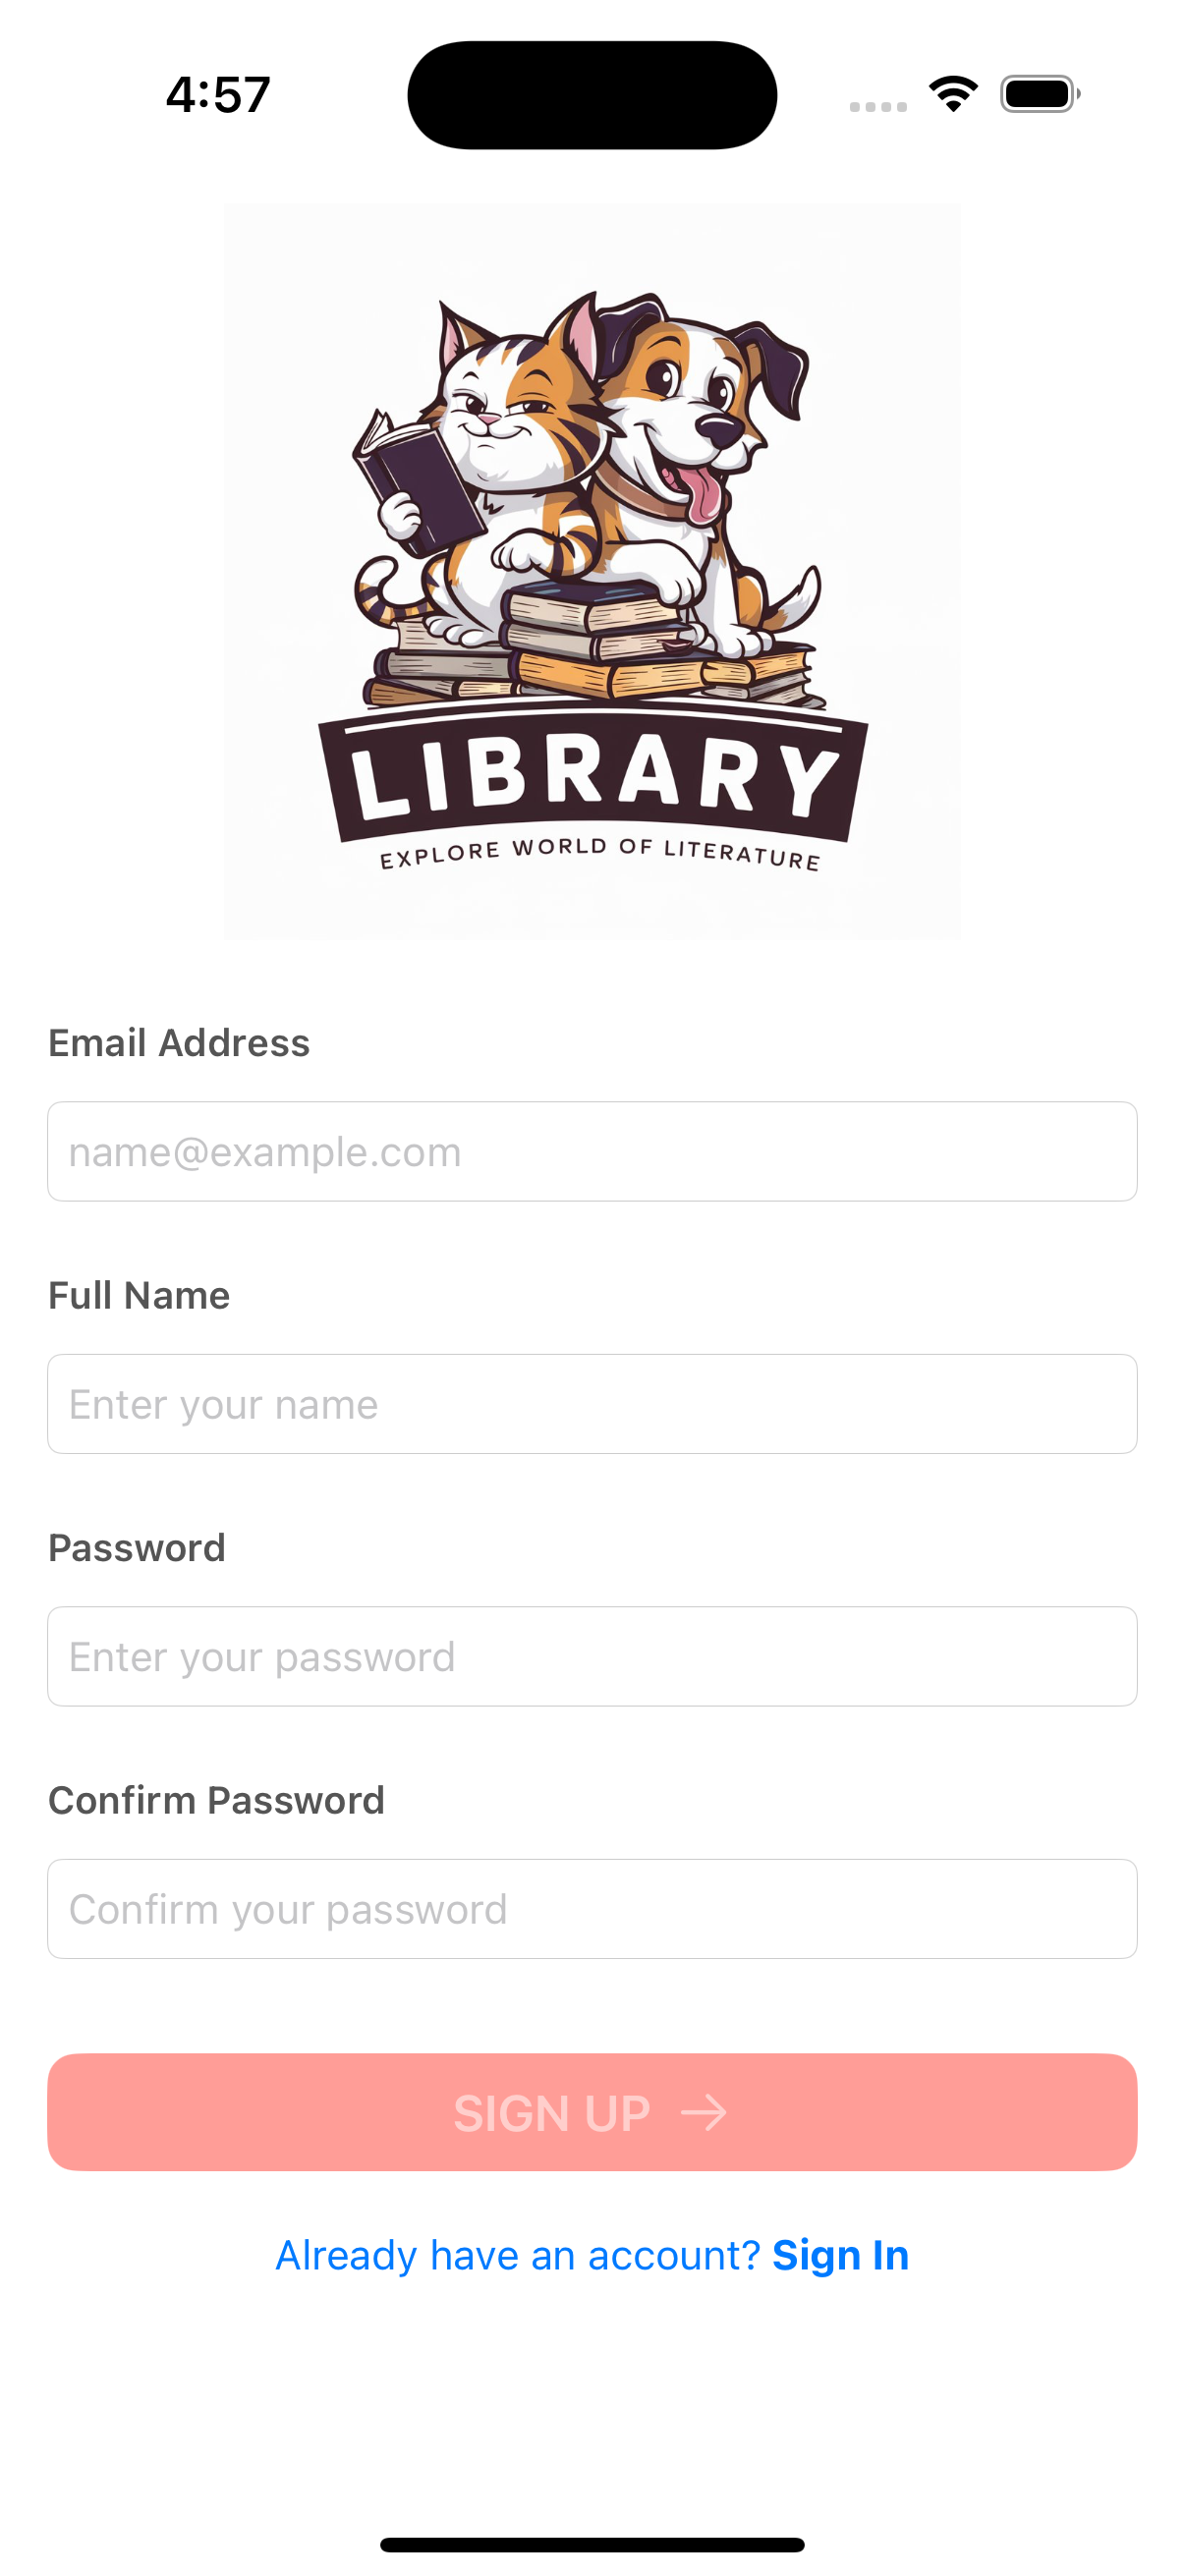 4:57
LIBRARY
EXPLORE WORLD OF LITERATURE
Email Address
name@example.com
Full Name
Enter your name
Password
Enter your password
Confirm Password
Confirm your password
SIGN UP →
Already have an account? Sign In